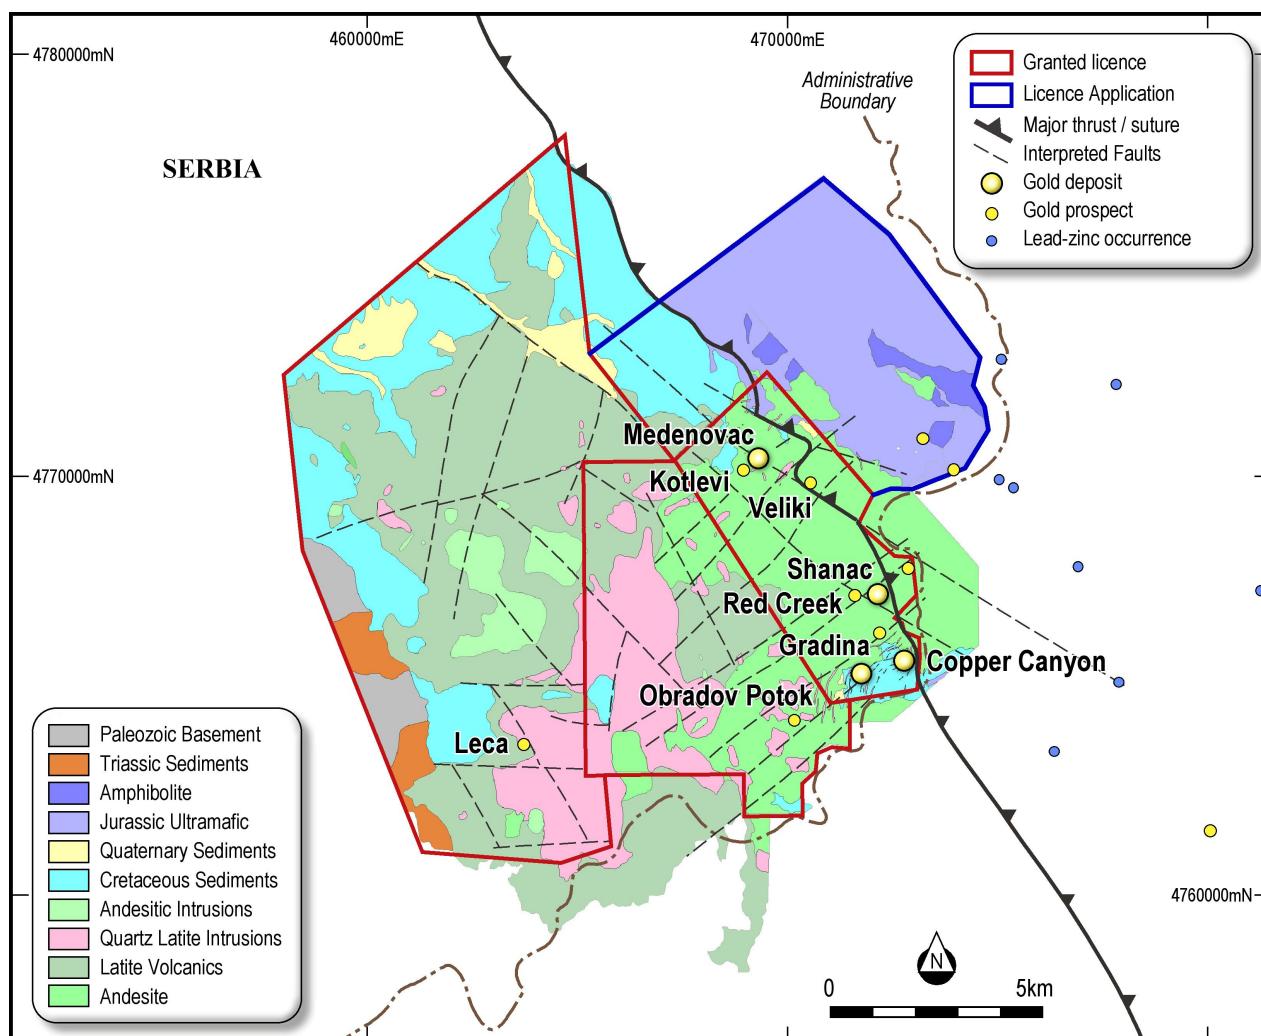 460000mE
470000mE
4780000mN
Administrative
Boundary
Granted licence
Licence Application
Major thrust / suture
Interpreted Faults
Gold deposit
Gold prospect
Lead-zinc occurrence
SERBIA
Medenovac
4770000mN
Kotlevi
Veliki
Shanac
Red Creek
Gradina
Copper Canyon
Obradov Potok
Leca
Paleozoic Basement
Triassic Sediments
Amphibolite
Jurassic Ultramafic
Quaternary Sediments
Cretaceous Sediments
Andesitic Intrusions
Quartz Latite Intrusions
Latite Volcanics
Andesite
4760000mN
N
0
5km